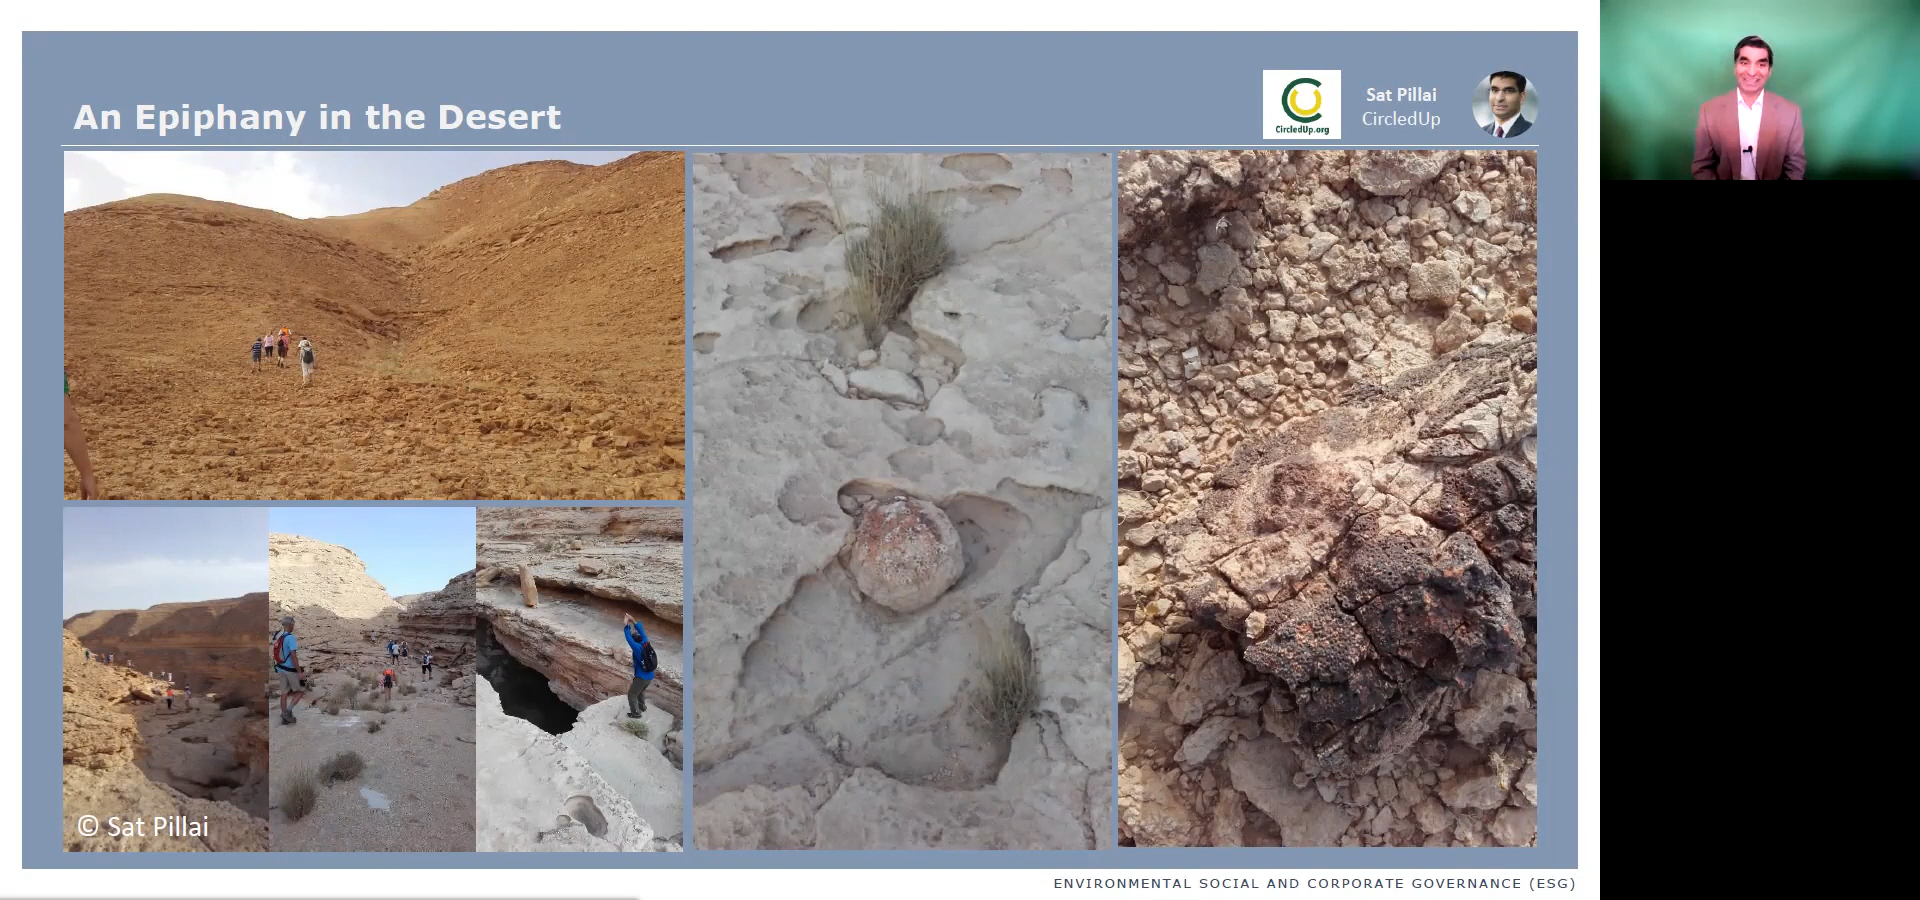 An Epiphany in the Desert
CircledUp.org
Sat Pillai
CircledUp
© Sat Pillai
ENVIRONMENTAL SOCIAL AND CORPORATE GOVERNANCE (ESG)